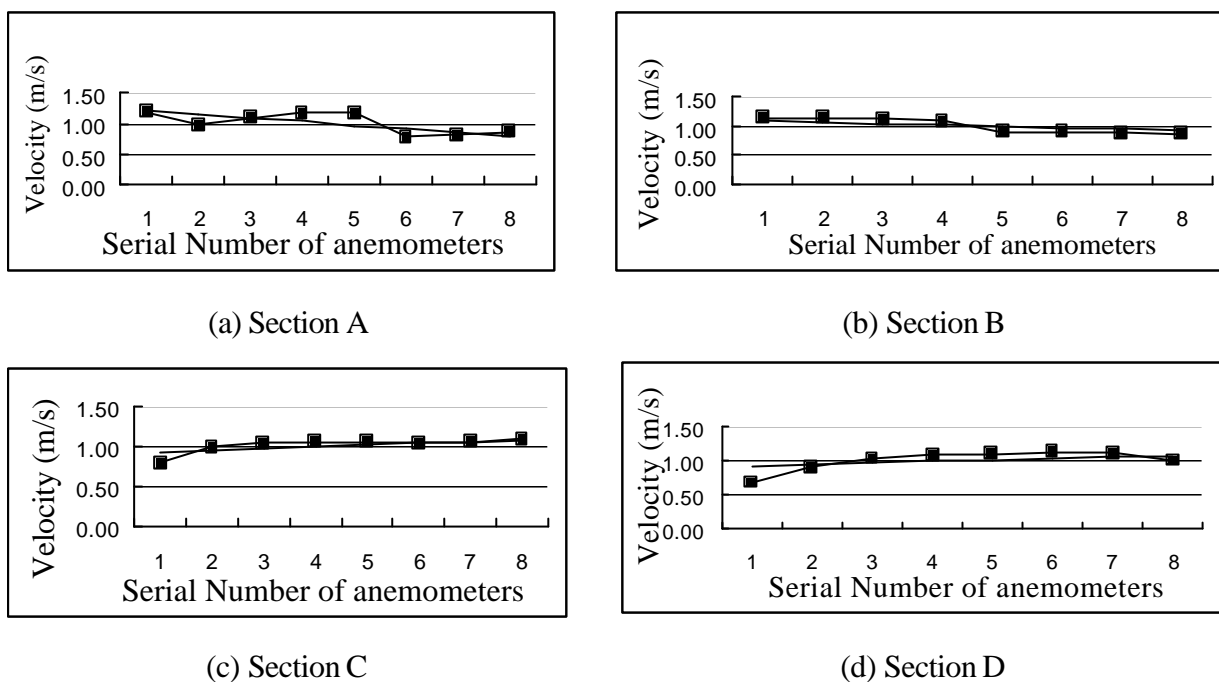 Velocity (m/s)
1.50
1.00
0.50
0.00
1 2 3 4 5 6 7 8
Serial Number of anemometers
(a) Section A
Velocity (m/s)
1.50
1.00
0.50
0.00
1 2 3 4 5 6 7 8
Serial Number of anemometers
(b) Section B
Velocity (m/s)
1.50
1.00
0.50
0.00
1 2 3 4 5 6 7 8
Serial Number of anemometers
(c) Section C
Velocity (m/s)
1.50
1.00
0.50
0.00
1 2 3 4 5 6 7 8
Serial Number of anemometers
(d) Section D